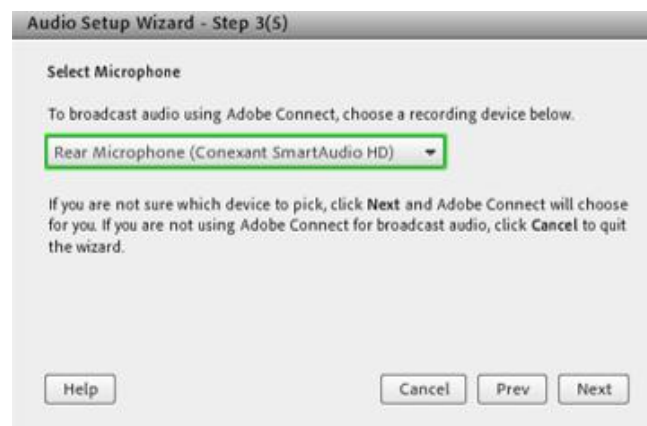 Audio Setup Wizard - Step 3(5)
Select Microphone
To broadcast audio using Adobe Connect, choose a recording device below.
Rear Microphone (Conexant SmartAudio HD)
If you are not sure which device to pick, click Next and Adobe Connect will choose
for you. If you are not using Adobe Connect for broadcast audio, click Cancel to quit
the wizard.
Help Cancel Prev Next